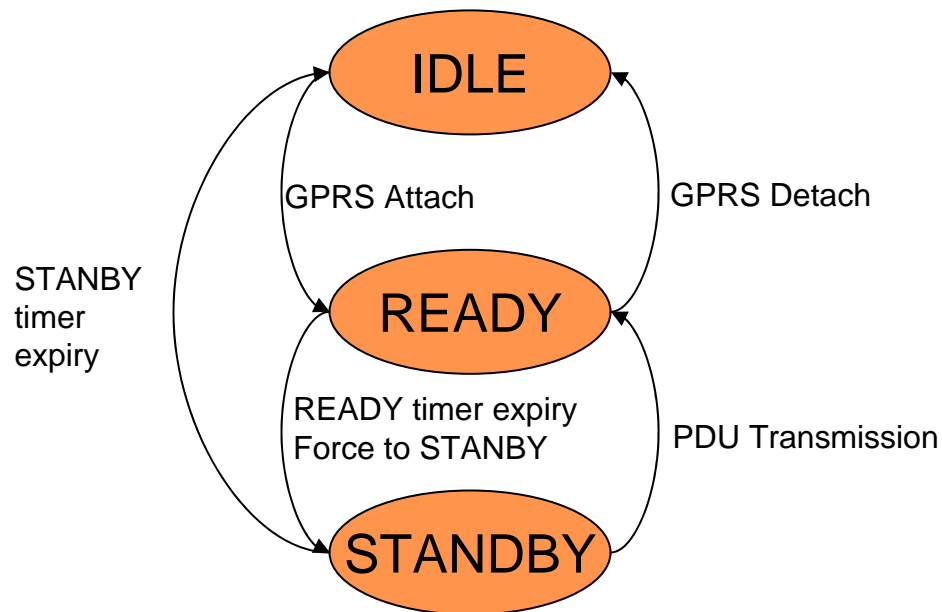 IDLE
GPRS Attach
GPRS Detach
STANBY
timer
expiry
READY
READY timer expiry
Force to STANBY
PDU Transmission
STANDBY